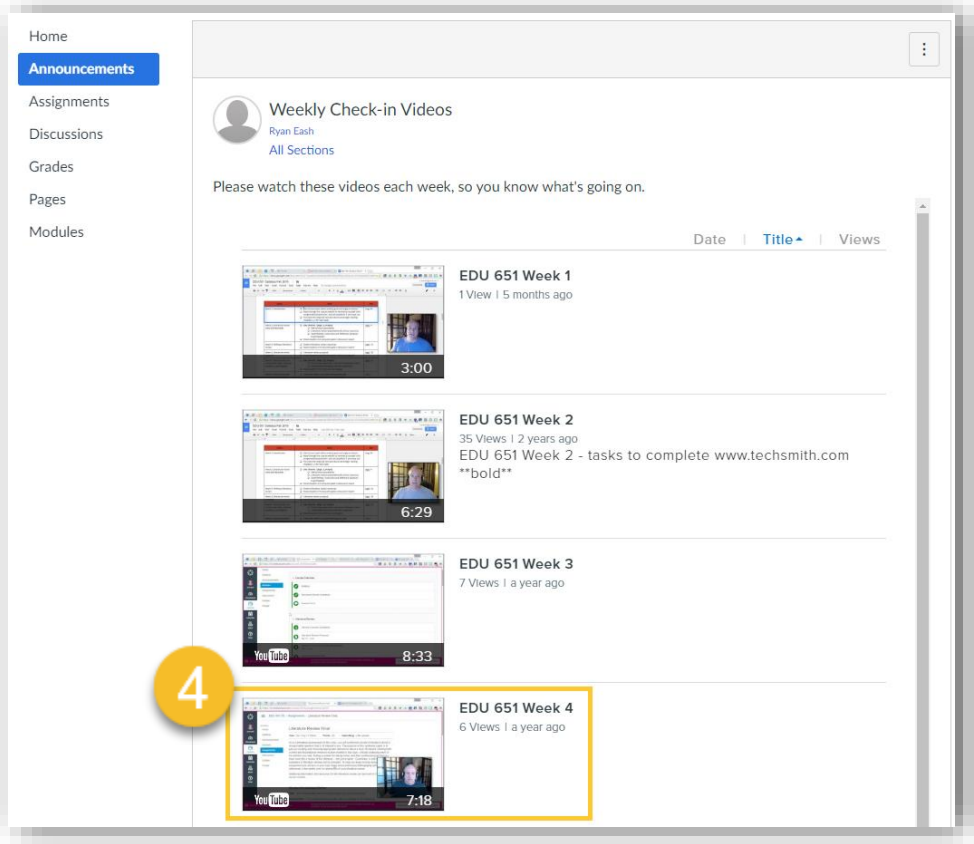 Home
Announcements
Assignments
Discussions
Grades
Pages
Modules
Weekly Check-in Videos
Ryan Eash
All Sections
Please watch these videos each week, so you know what's going on.
Date | Title | Views
EDU 651 Week 1
1 View | 5 months ago
3:00
EDU 651 Week 2
35 Views | 2 years ago
EDU 651 Week 2 - tasks to complete www.techsmith.com
**bold**
6:29
EDU 651 Week 3
7 Views | a year ago
YouTube
8:33
4
EDU 651 Week 4
6 Views | a year ago
YouTube
7:18